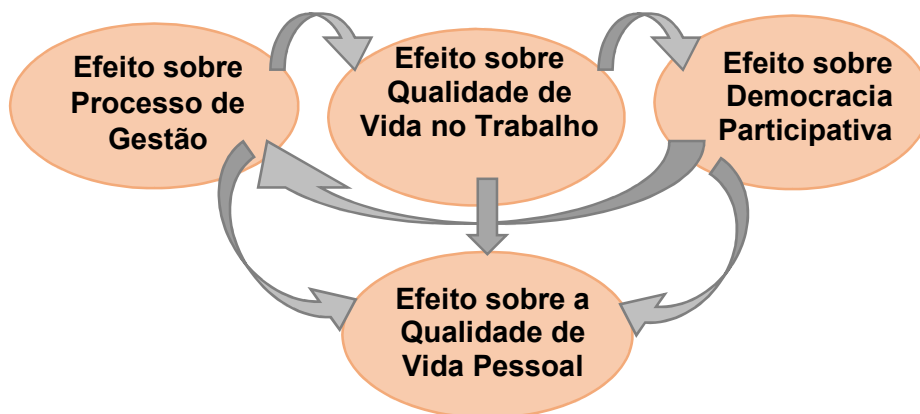 Efeito sobre
Processo de
Gestão
Efeito sobre
Qualidade de
Vida no Trabalho
Efeito sobre
Democracia
Participativa
Efeito sobre a
Qualidade de
Vida Pessoal